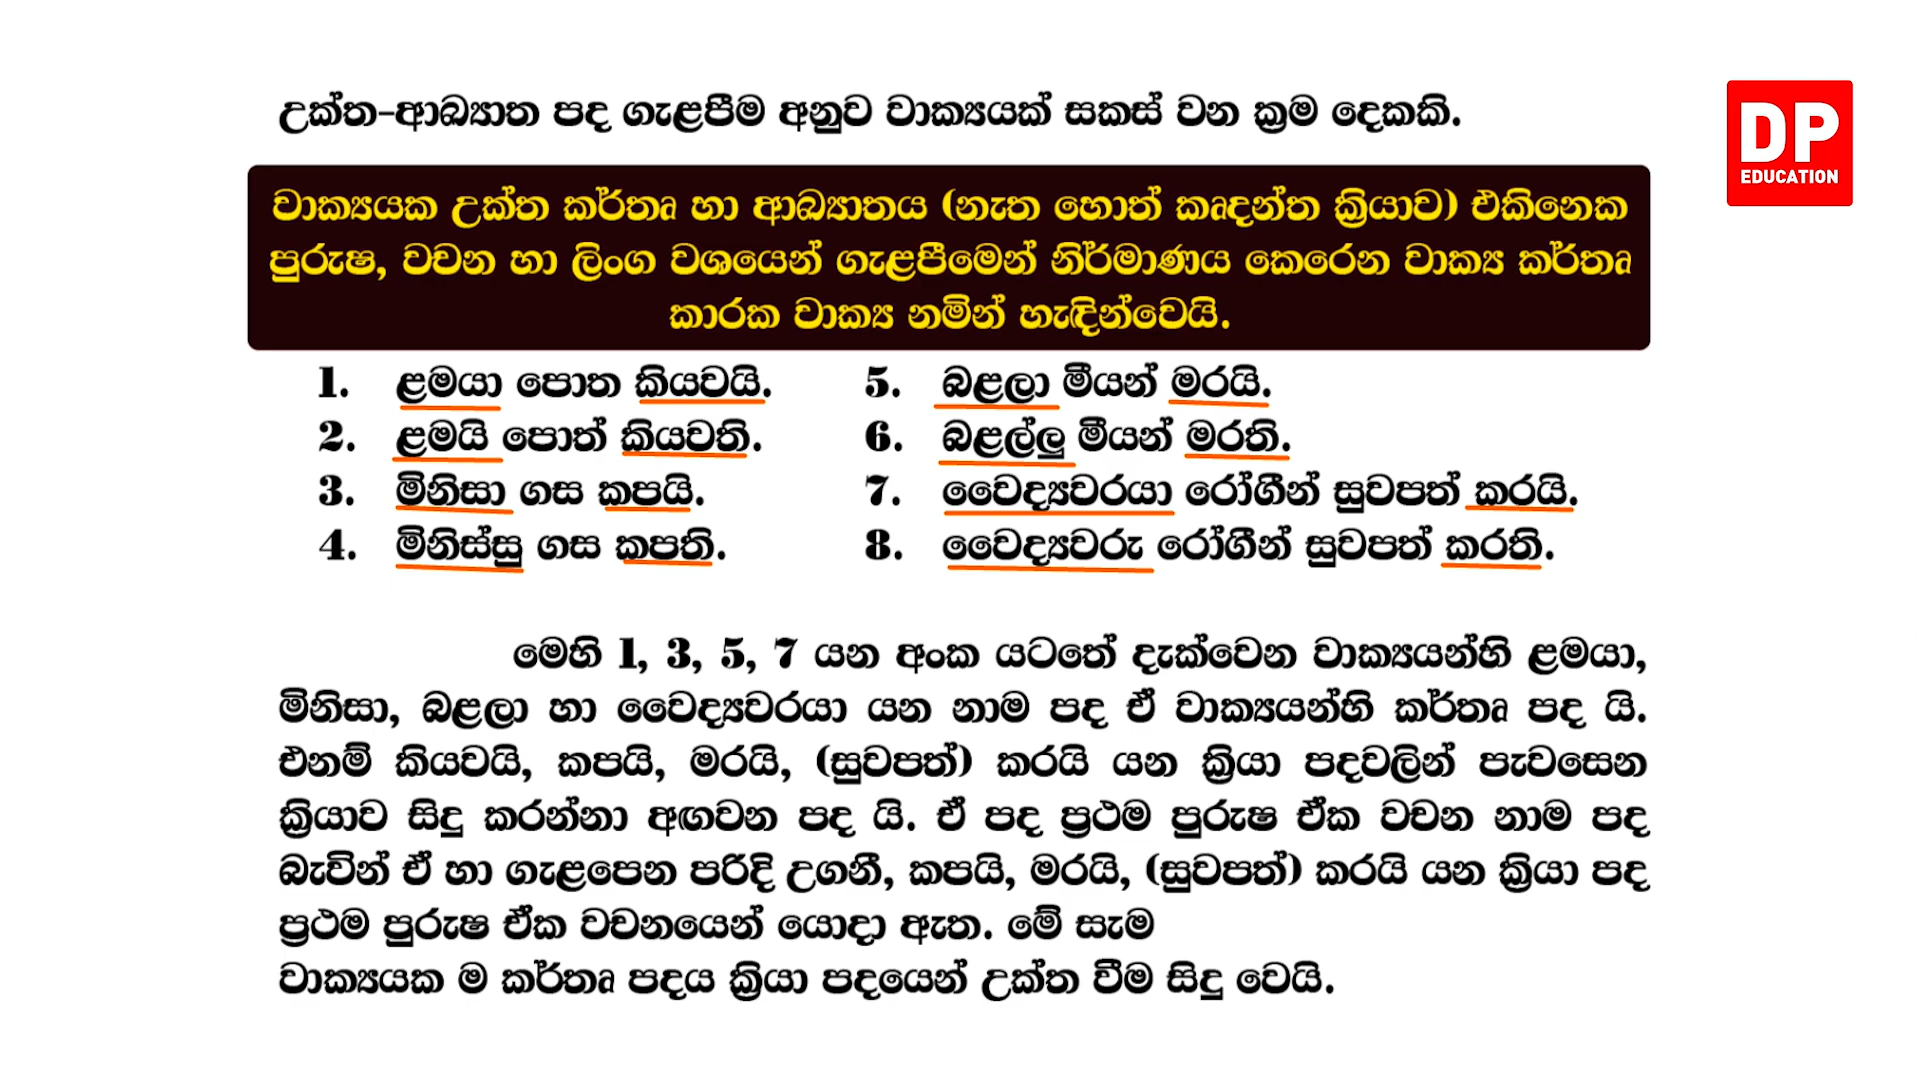 උක්ත-ආඛ්‍යාත පද ගැළපීම අනුව වාක්‍යයක් සකස් වන ක්‍රම දෙකකි.
DP
EDUCATION
වාක්‍යයක උක්ත කර්තෘ හා ආඛ්‍යාතය (නැත හොත් කෘදන්ත ක්‍රියාව) එකිනෙක
පුරුෂ, වචන හා ලිංග වශයෙන් ගැළපීමෙන් නිර්මාණය කෙරෙන වාක්‍ය කර්තෘ
කාරක වාක්‍ය නමින් හැඳින්වෙයි.
1. ළමයා පොත කියවයි.
2. ළමයි පොත් කියවති.
3. මිනිසා ගස කපයි.
4. මිනිස්සු ගස කපති.
5. බළලා මීයන් මරයි.
6. බළල්ලු මීයන් මරති.
7. වෛද්‍යවරයා රෝගීන් සුවපත් කරයි.
8. වෛද්‍යවරු රෝගීන් සුවපත් කරති.
මෙහි 1, 3, 5, 7 යන අංක යටතේ දැක්වෙන වාක්‍යයන්හි ළමයා,
මිනිසා, බළලා හා වෛද්‍යවරයා යන නාම පද ඒ වාක්‍යයන්හි කර්තෘ පද යි.
එනම් කියවයි, කපයි, මරයි, (සුවපත්) කරයි යන ක්‍රියා පදවලින් පැවසෙන
ක්‍රියාව සිදු කරන්නා අඟවන පද යි. ඒ පද ප්‍රථම පුරුෂ ඒක වචන නාම පද
බැවින් ඒ හා ගැළපෙන පරිදි උගනී, කපයි, මරයි, (සුවපත්) කරයි යන ක්‍රියා පද
ප්‍රථම පුරුෂ ඒක වචනයෙන් යොදා ඇත. මේ සැම
වාක්‍යයක ම කර්තෘ පදය ක්‍රියා පදයෙන් උක්ත වීම සිදු වෙයි.